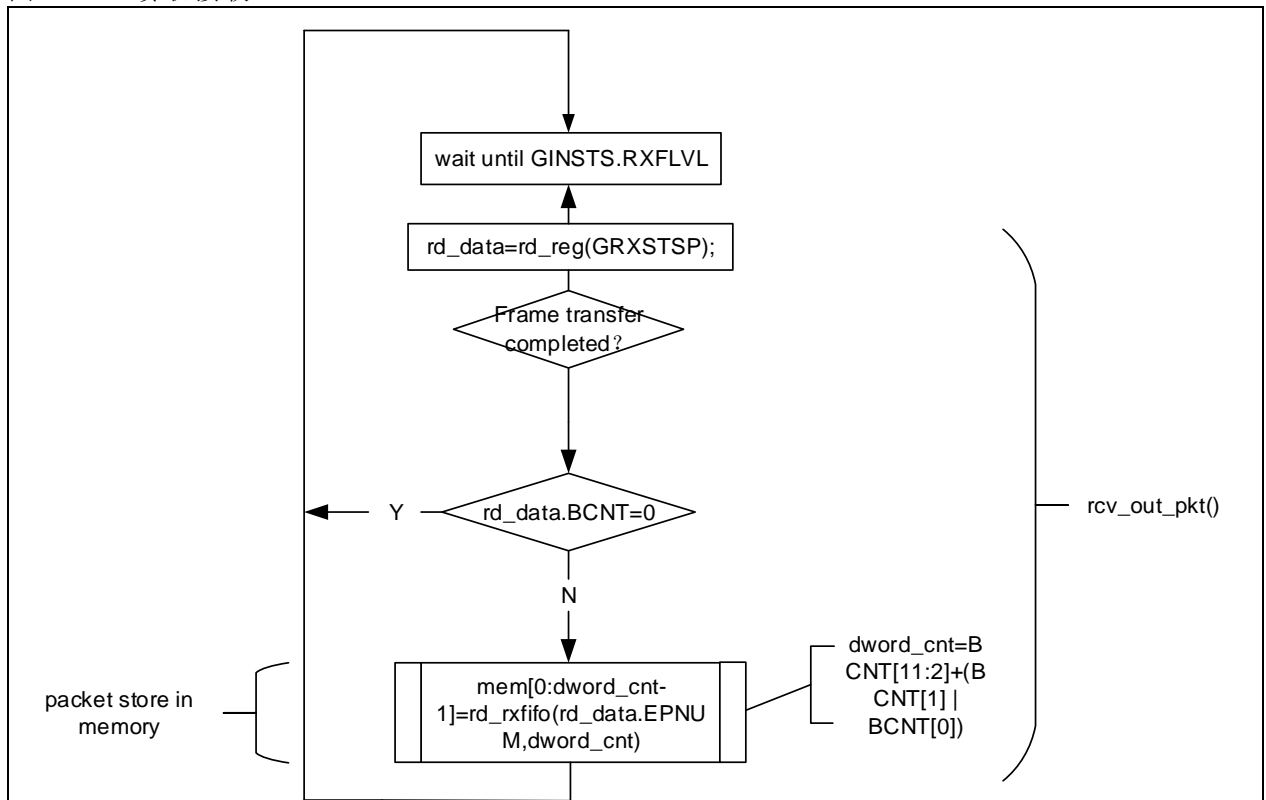 wait until GINSTS.RXFLVL
rd_data=rd_reg(GRXSTSP);
Frame transfer
completed？
rd_data.BCNT=0
Y
N
rcv_out_pkt()
packet store in
memory
mem[0:dword_cnt-
1]=rd_rxfifo(rd_data.EPNU
M,dword_cnt)
dword_cnt=B
CNT[11:2]+(B
CNT[1] |
BCNT[0])